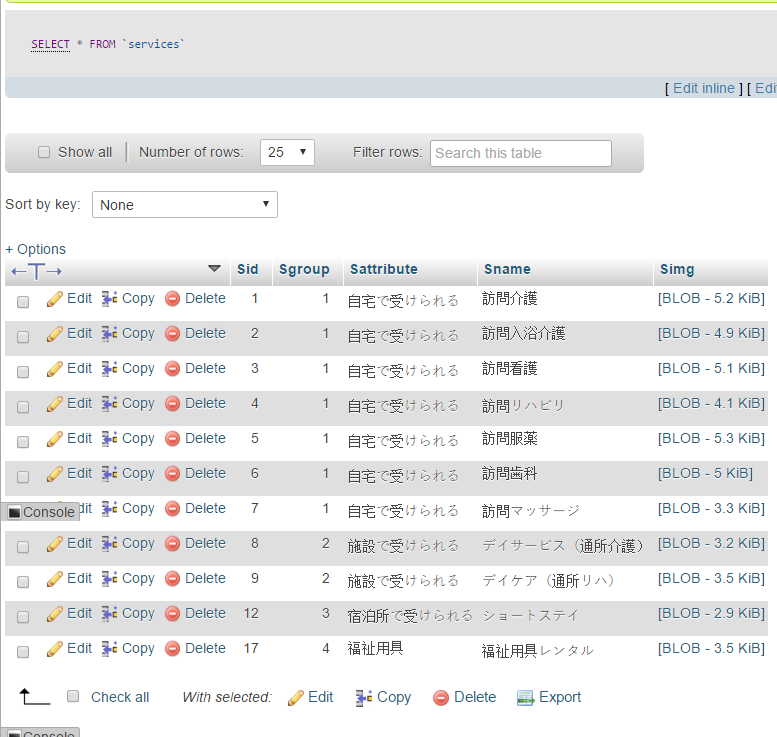 SELECT * FROM `services`
[ Edit inline ] [ Edi
Show all Number of rows: 25 Filter rows: Search this table
Sort by key: None
+ Options
←T→ Sid Sgroup Sattribute Sname Simg
Edit Copy Delete 1 1 自宅で受けられる 訪問介護 [BLOB - 5.2 KiB]
Edit Copy Delete 2 1 自宅で受けられる 訪問入浴介護 [BLOB - 4.9 KiB]
Edit Copy Delete 3 1 自宅で受けられる 訪問看護 [BLOB - 5.1 KiB]
Edit Copy Delete 4 1 自宅で受けられる 訪問リハビリ [BLOB - 4.1 KiB]
Edit Copy Delete 5 1 自宅で受けられる 訪問服薬 [BLOB - 5.3 KiB]
Edit Copy Delete 6 1 自宅で受けられる 訪問歯科 [BLOB - 5 KiB]
Console dit Copy Delete 7 1 自宅で受けられる 訪問マッサージ [BLOB - 3.3 KiB]
Edit Copy Delete 8 2 施設で受けられる デイサービス（通所介護） [BLOB - 3.2 KiB]
Edit Copy Delete 9 2 施設で受けられる デイケア（通所リハ） [BLOB - 3.5 KiB]
Edit Copy Delete 12 3 宿泊所で受けられる ショートステイ [BLOB - 2.9 KiB]
Edit Copy Delete 17 4 福祉用具 福祉用具レンタル [BLOB - 3.5 KiB]
Check all With selected: Edit Copy Delete Export
Console